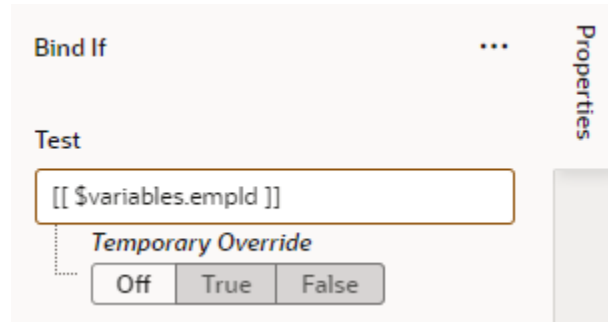 Bind If
...
Properties
Test
[[ $variables.empId ]]
Temporary Override
Off True False